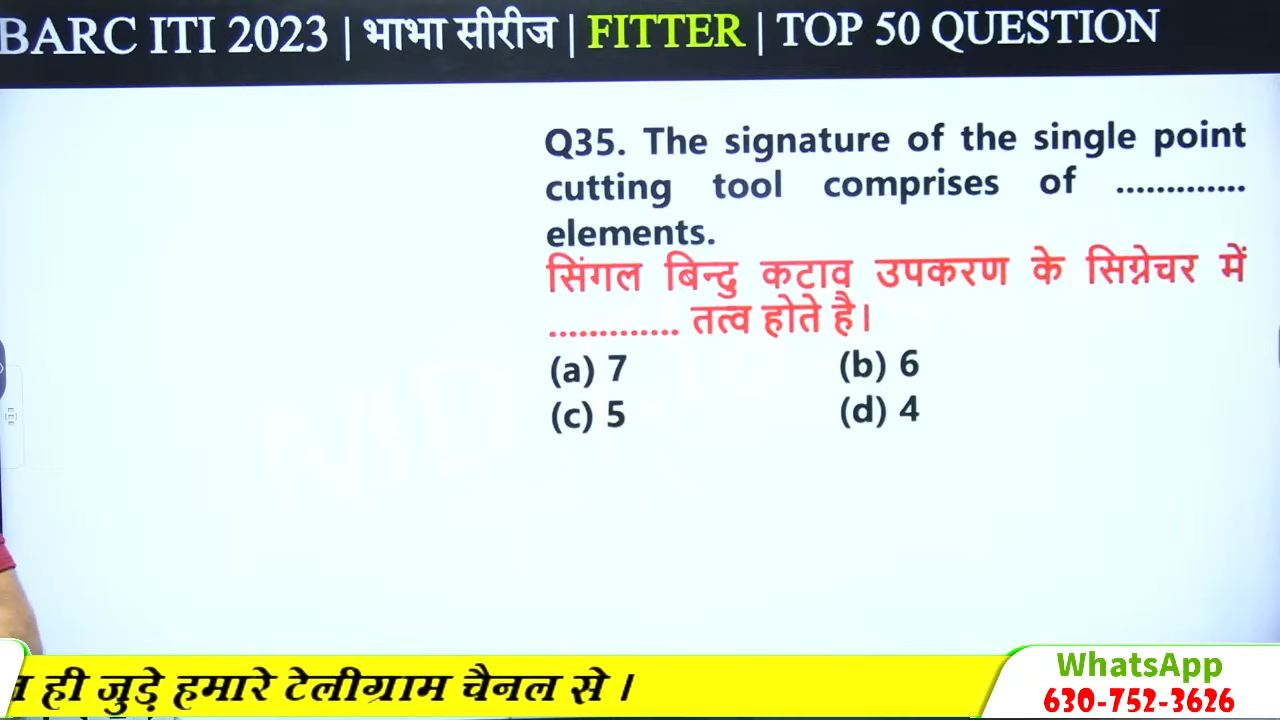 BARC ITI 2023 | भाभा सीरीज | FITTER | TOP 50 QUESTION
Q35. The signature of the single point
cutting tool comprises of .............
elements.
सिंगल बिन्दु कटाव उपकरण के सिग्नेचर में
............. तत्व होते है।
(a) 7 (b) 6
(c) 5 (d) 4
ही जुड़े हमारे टेलीग्राम चैनल से ।
WhatsApp
630-752-3626